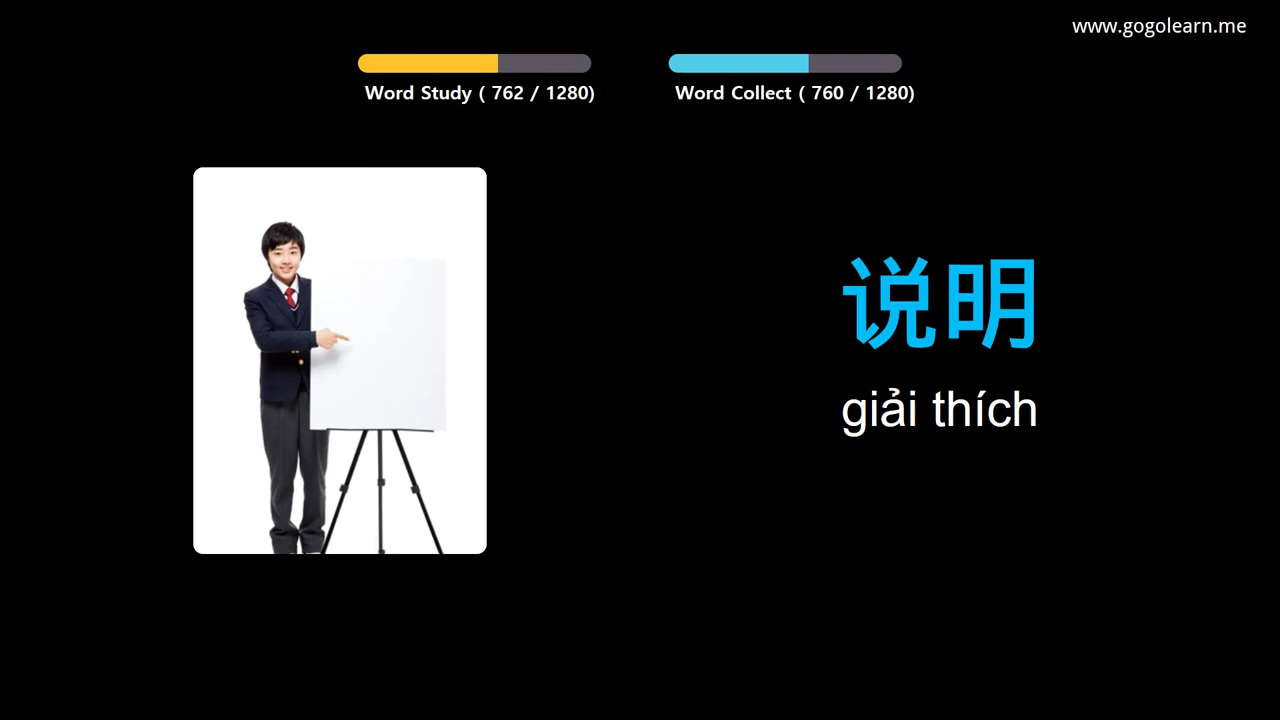 www.gogolearn.me
Word Study ( 762 / 1280)
Word Collect ( 760 / 1280)
说明
giải thích